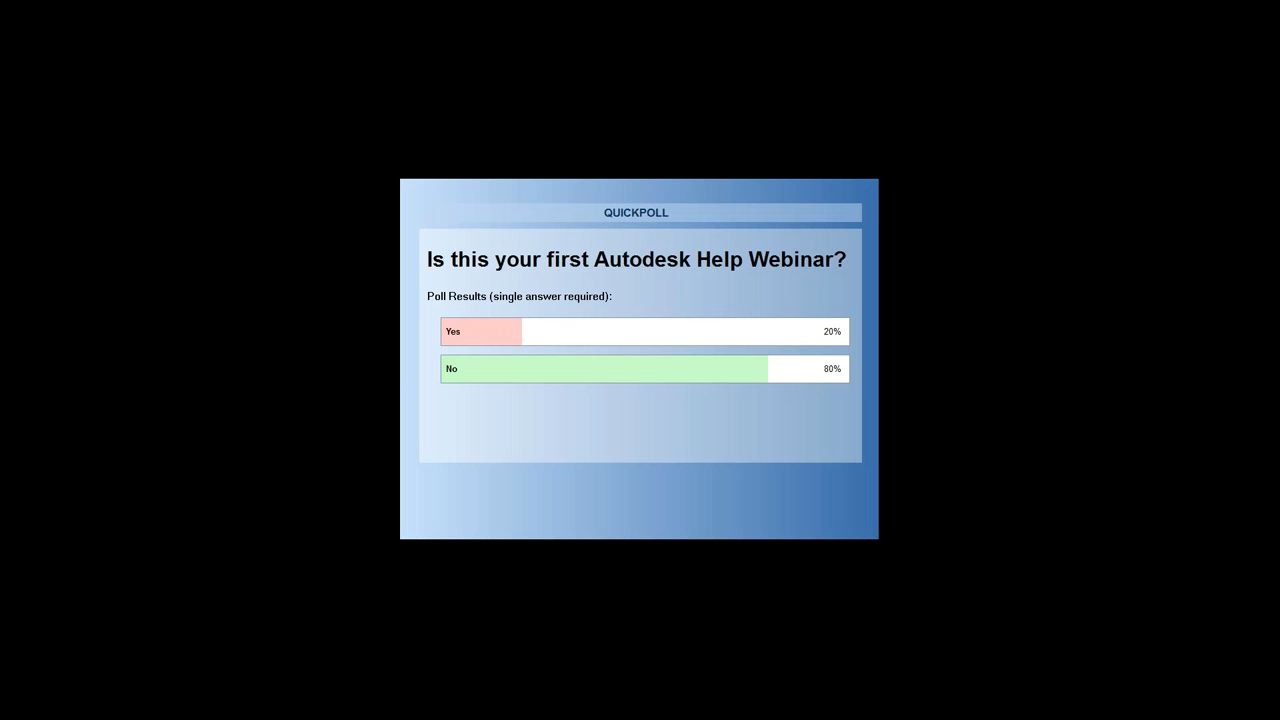 QUICKPOLL
Is this your first Autodesk Help Webinar?
Poll Results (single answer required):
Yes 20%
No 80%